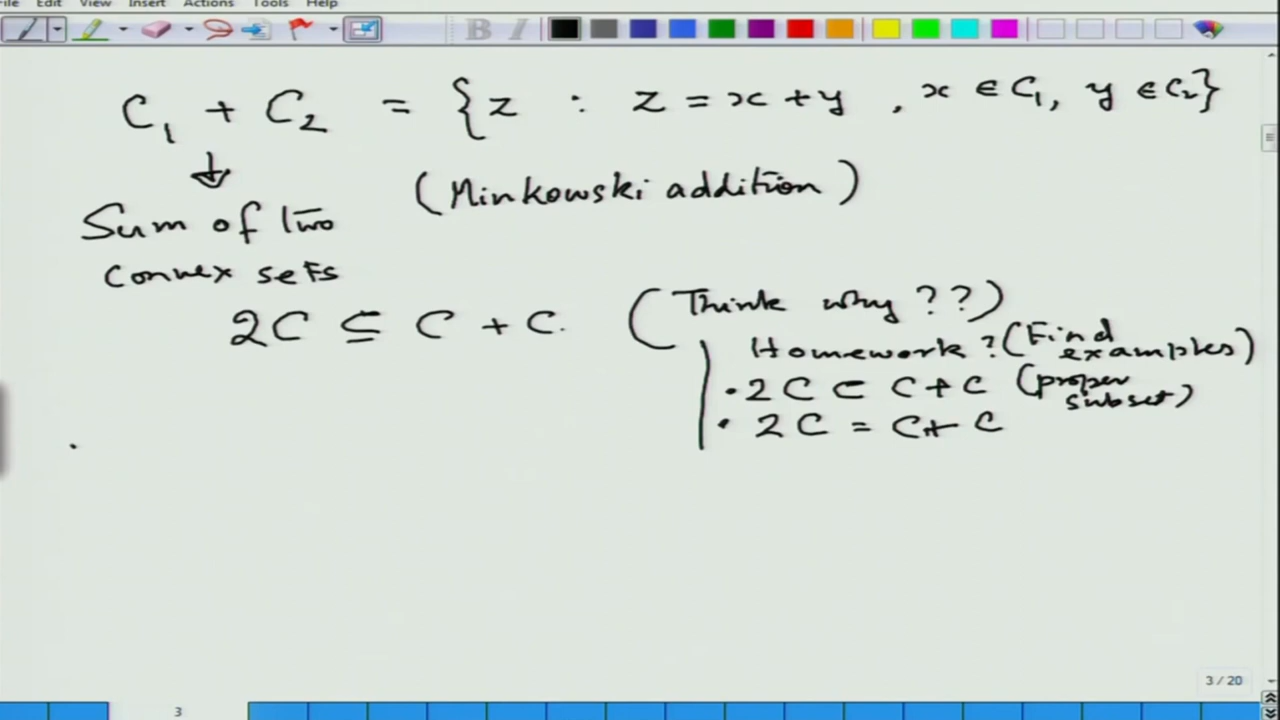 File Edit View Insert Actions Tools Help
B I
C₁ + C₂ = {z : z = x + y , x ∈ C₁, y ∈ C₂}
(Minkowski addition)
Sum of two
convex sets
2C ⊆ C + C. (Think why ??)
Homework ? (Find examples)
• 2C ⊂ C + C (proper subset)
• 2C = C + C
3 / 20
3